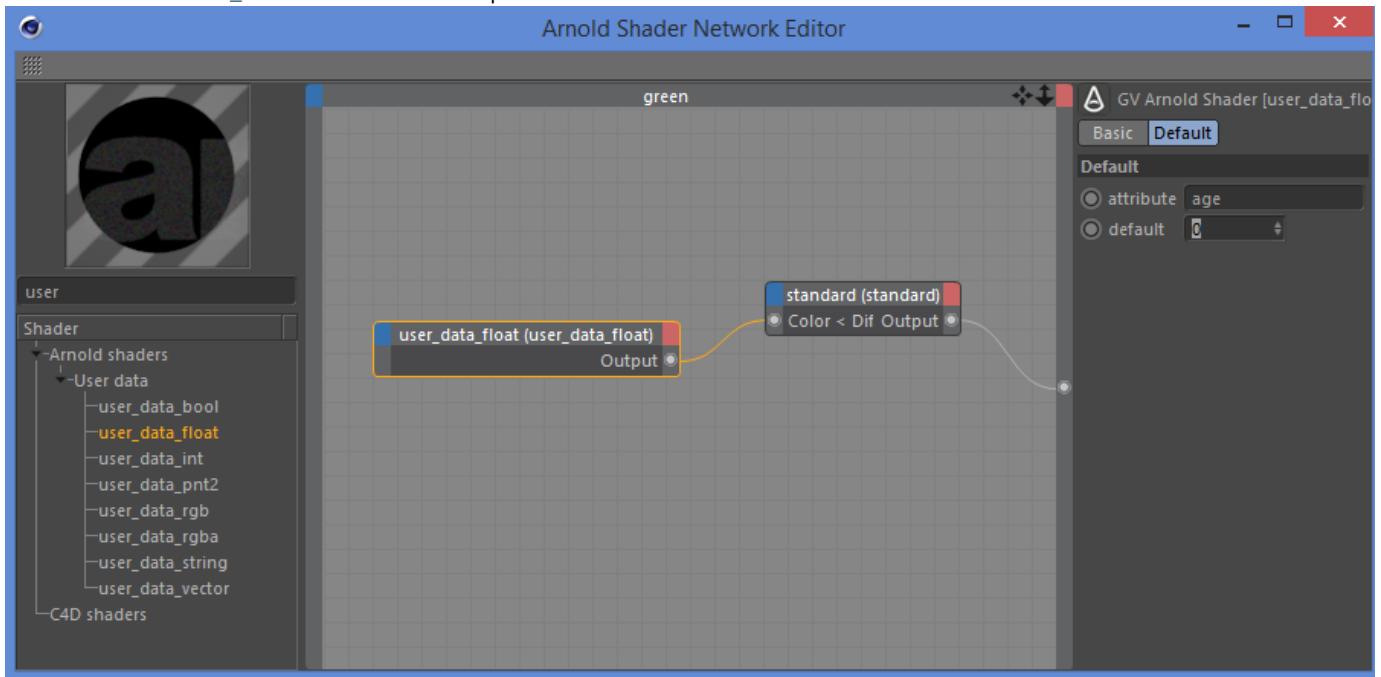 Arnold Shader Network Editor
green
GV Arnold Shader [user_data_flo
Basic Default
Default
attribute age
default 0
user
Shader
Arnold shaders
User data
user_data_bool
user_data_float
user_data_int
user_data_pnt2
user_data_rgb
user_data_rgba
user_data_string
user_data_vector
C4D shaders
user_data_float (user_data_float)
Output
standard (standard)
Color < Dif Output